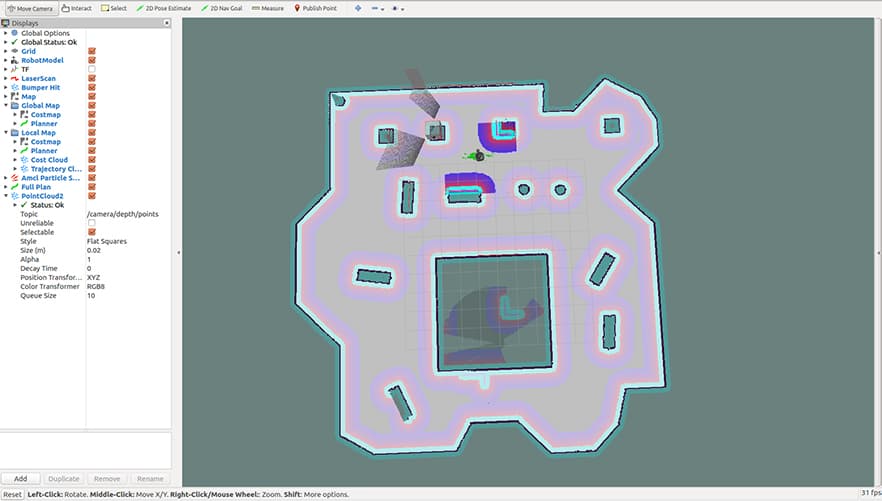 Move Camera Interact Select 2D Pose Estimate 2D Nav Goal Measure Publish Point
Displays
Global Options
Global Status: Ok
Grid
RobotModel
TF
LaserScan
Bumper Hit
Map
Global Map
Costmap
Planner
Local Map
Costmap
Planner
Cost Cloud
Trajectory Cl...
Amcl Particle S...
Full Plan
PointCloud2
Status: Ok
Topic /camera/depth/points
Unreliable
Selectable
Style Flat Squares
Size (m) 0.02
Alpha 1
Decay Time 0
Position Transfor... XYZ
Color Transformer RGB8
Queue Size 10
Add Duplicate Remove Rename
Reset Left-Click: Rotate. Middle-Click: Move X/Y. Right-Click/Mouse Wheel:: Zoom. Shift: More options. 31 fps